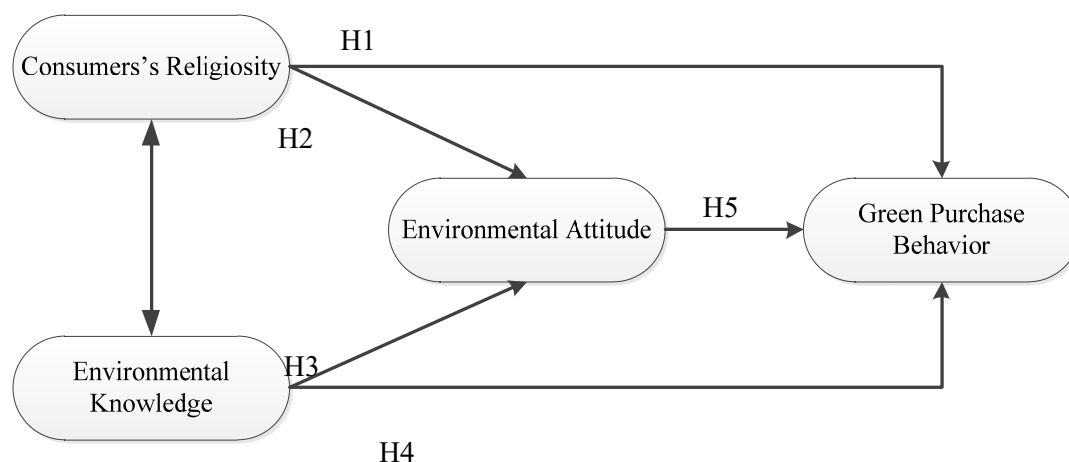 H1
Consumers's Religiosity
H2
Environmental Attitude
H5
Green Purchase
Behavior
H3
Environmental
Knowledge
H4